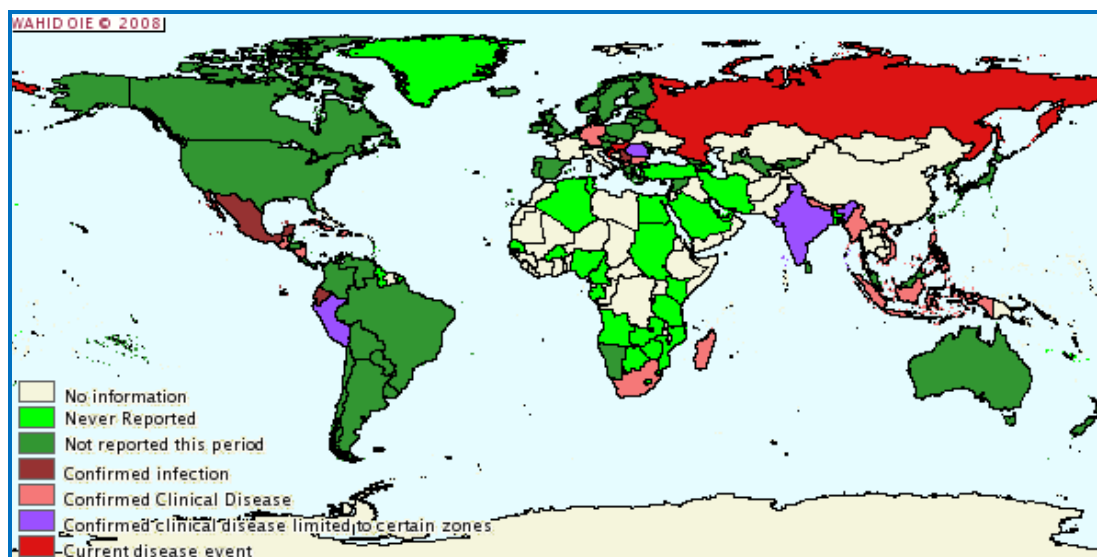 WAHID OIE © 2008
No information
Never Reported
Not reported this period
Confirmed infection
Confirmed Clinical Disease
Confirmed clinical disease limited to certain zones
Current disease event